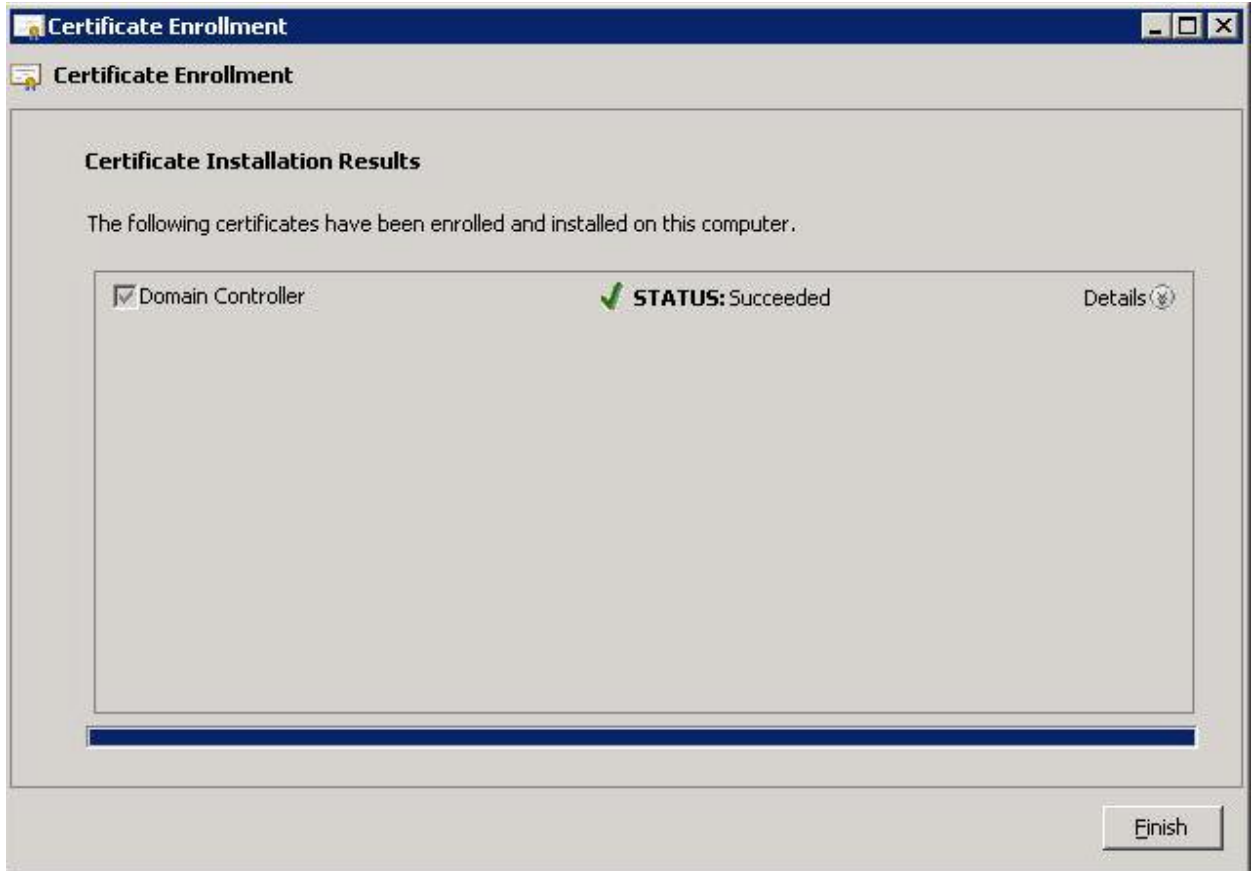 Certificate Enrollment
Certificate Enrollment
Certificate Installation Results
The following certificates have been enrolled and installed on this computer.
Domain Controller STATUS: Succeeded Details
Finish